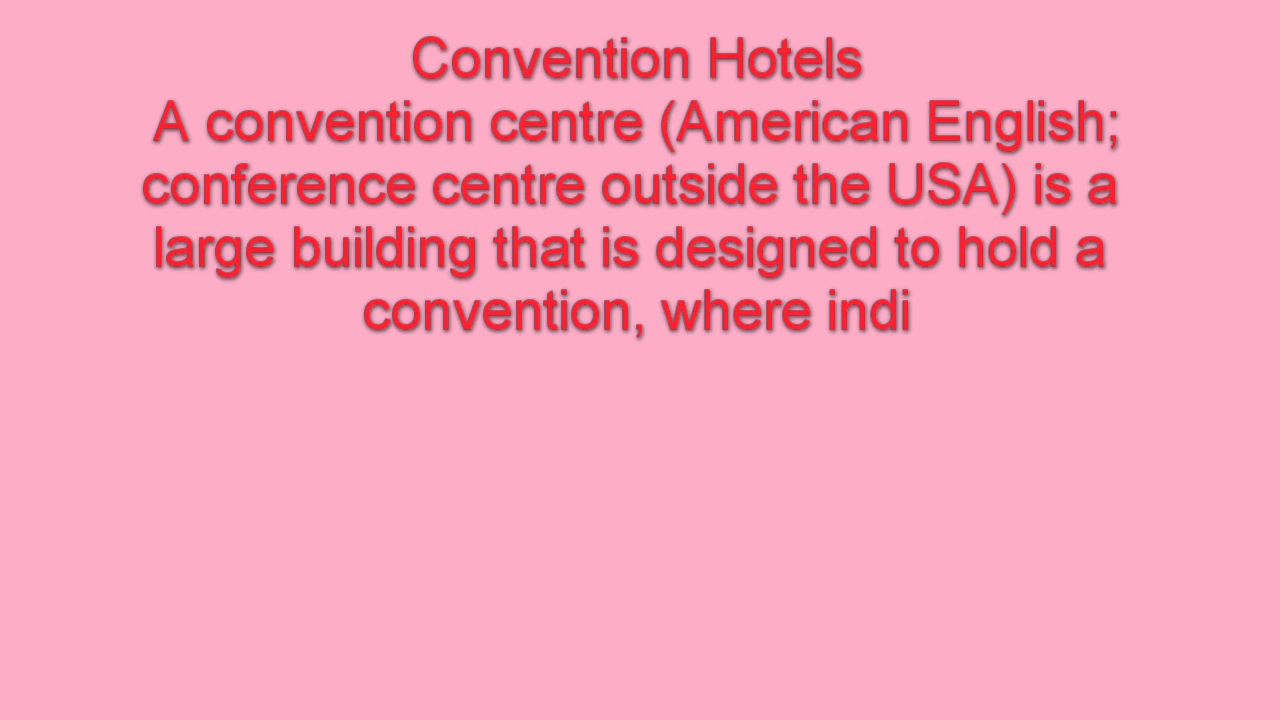 Convention Hotels
A convention centre (American English;
conference centre outside the USA) is a
large building that is designed to hold a
convention, where indi